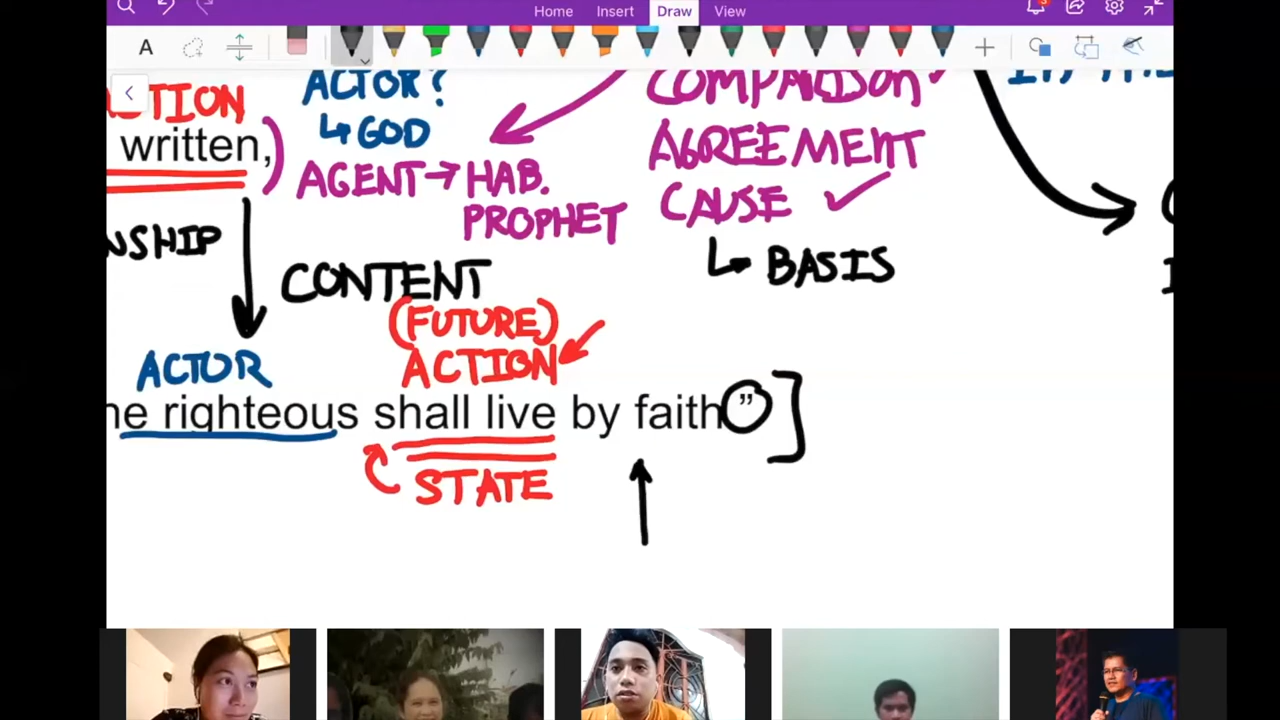 Home Insert Draw View
A
ACTOR?
COMPARISON
↳ GOD
written,)
AGREEMENT
AGENT → HAB.
PROPHET
CAUSE ✓
NSHIP
CONTENT
↳ BASIS
(FUTURE)
ACTION
ACTOR
he righteous shall live by faith”]
STATE